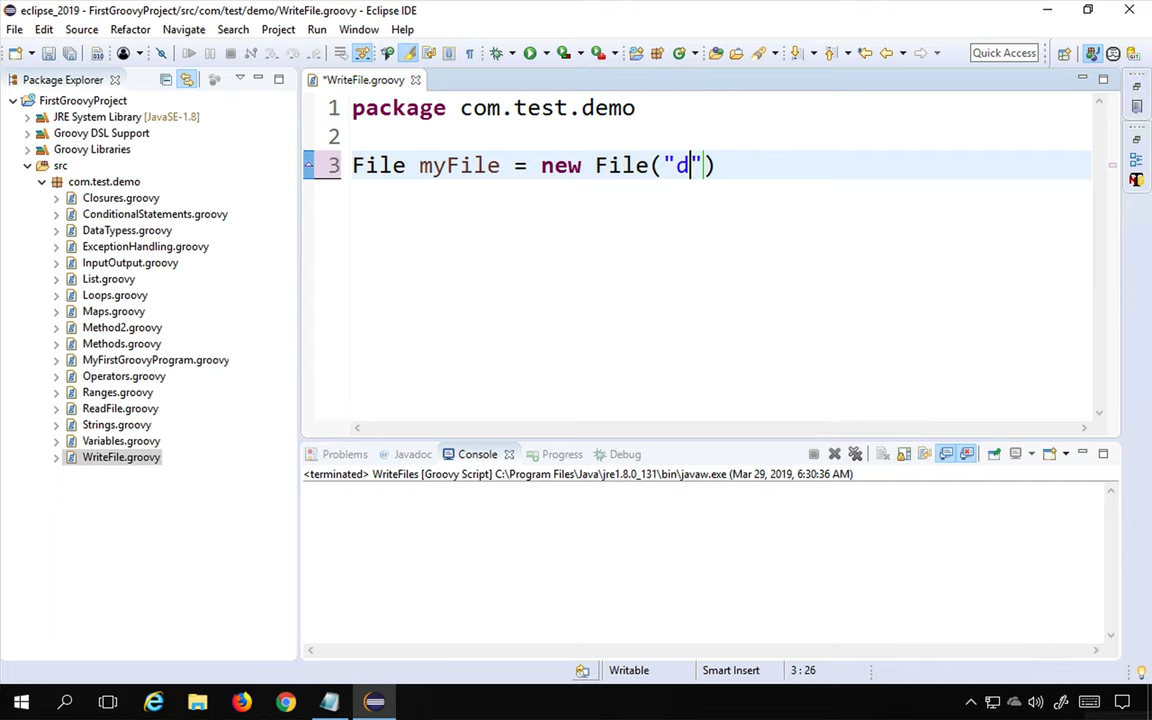 eclipse_2019 - FirstGroovyProject/src/com/test/demo/WriteFile.groovy - Eclipse IDE
File Edit Source Refactor Navigate Search Project Run Window Help
Quick Access
Package Explorer
*WriteFile.groovy
FirstGroovyProject
JRE System Library [JavaSE-1.8]
Groovy DSL Support
Groovy Libraries
src
com.test.demo
Closures.groovy
ConditionalStatements.groovy
DataTypess.groovy
ExceptionHandling.groovy
InputOutput.groovy
List.groovy
Loops.groovy
Maps.groovy
Method2.groovy
Methods.groovy
MyFirstGroovyProgram.groovy
Operators.groovy
Ranges.groovy
ReadFile.groovy
Strings.groovy
Variables.groovy
WriteFile.groovy
1 package com.test.demo
2
3 File myFile = new File("d")
Problems Javadoc Console Progress Debug
<terminated> WriteFiles [Groovy Script] C:\Program Files\Java\jre1.8.0_131\bin\javaw.exe (Mar 29, 2019, 6:30:36 AM)
Writable Smart Insert 3 : 26